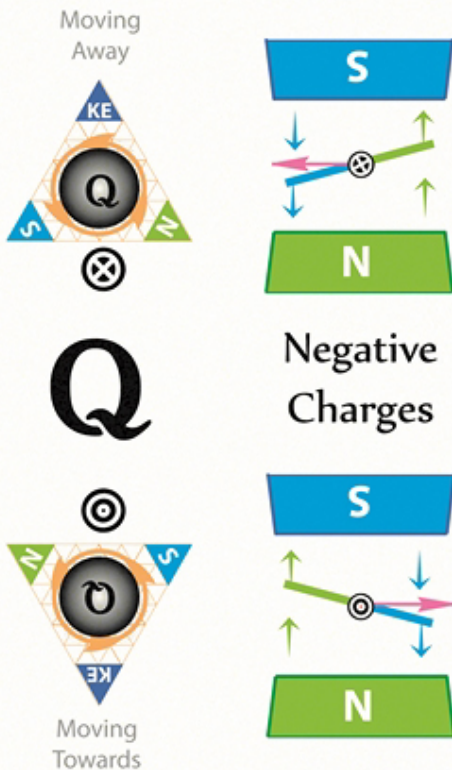 Moving
Away
KE
Q
S
N
S
N
Q
Negative
Charges
N
S
Q
KE
S
N
Moving
Towards